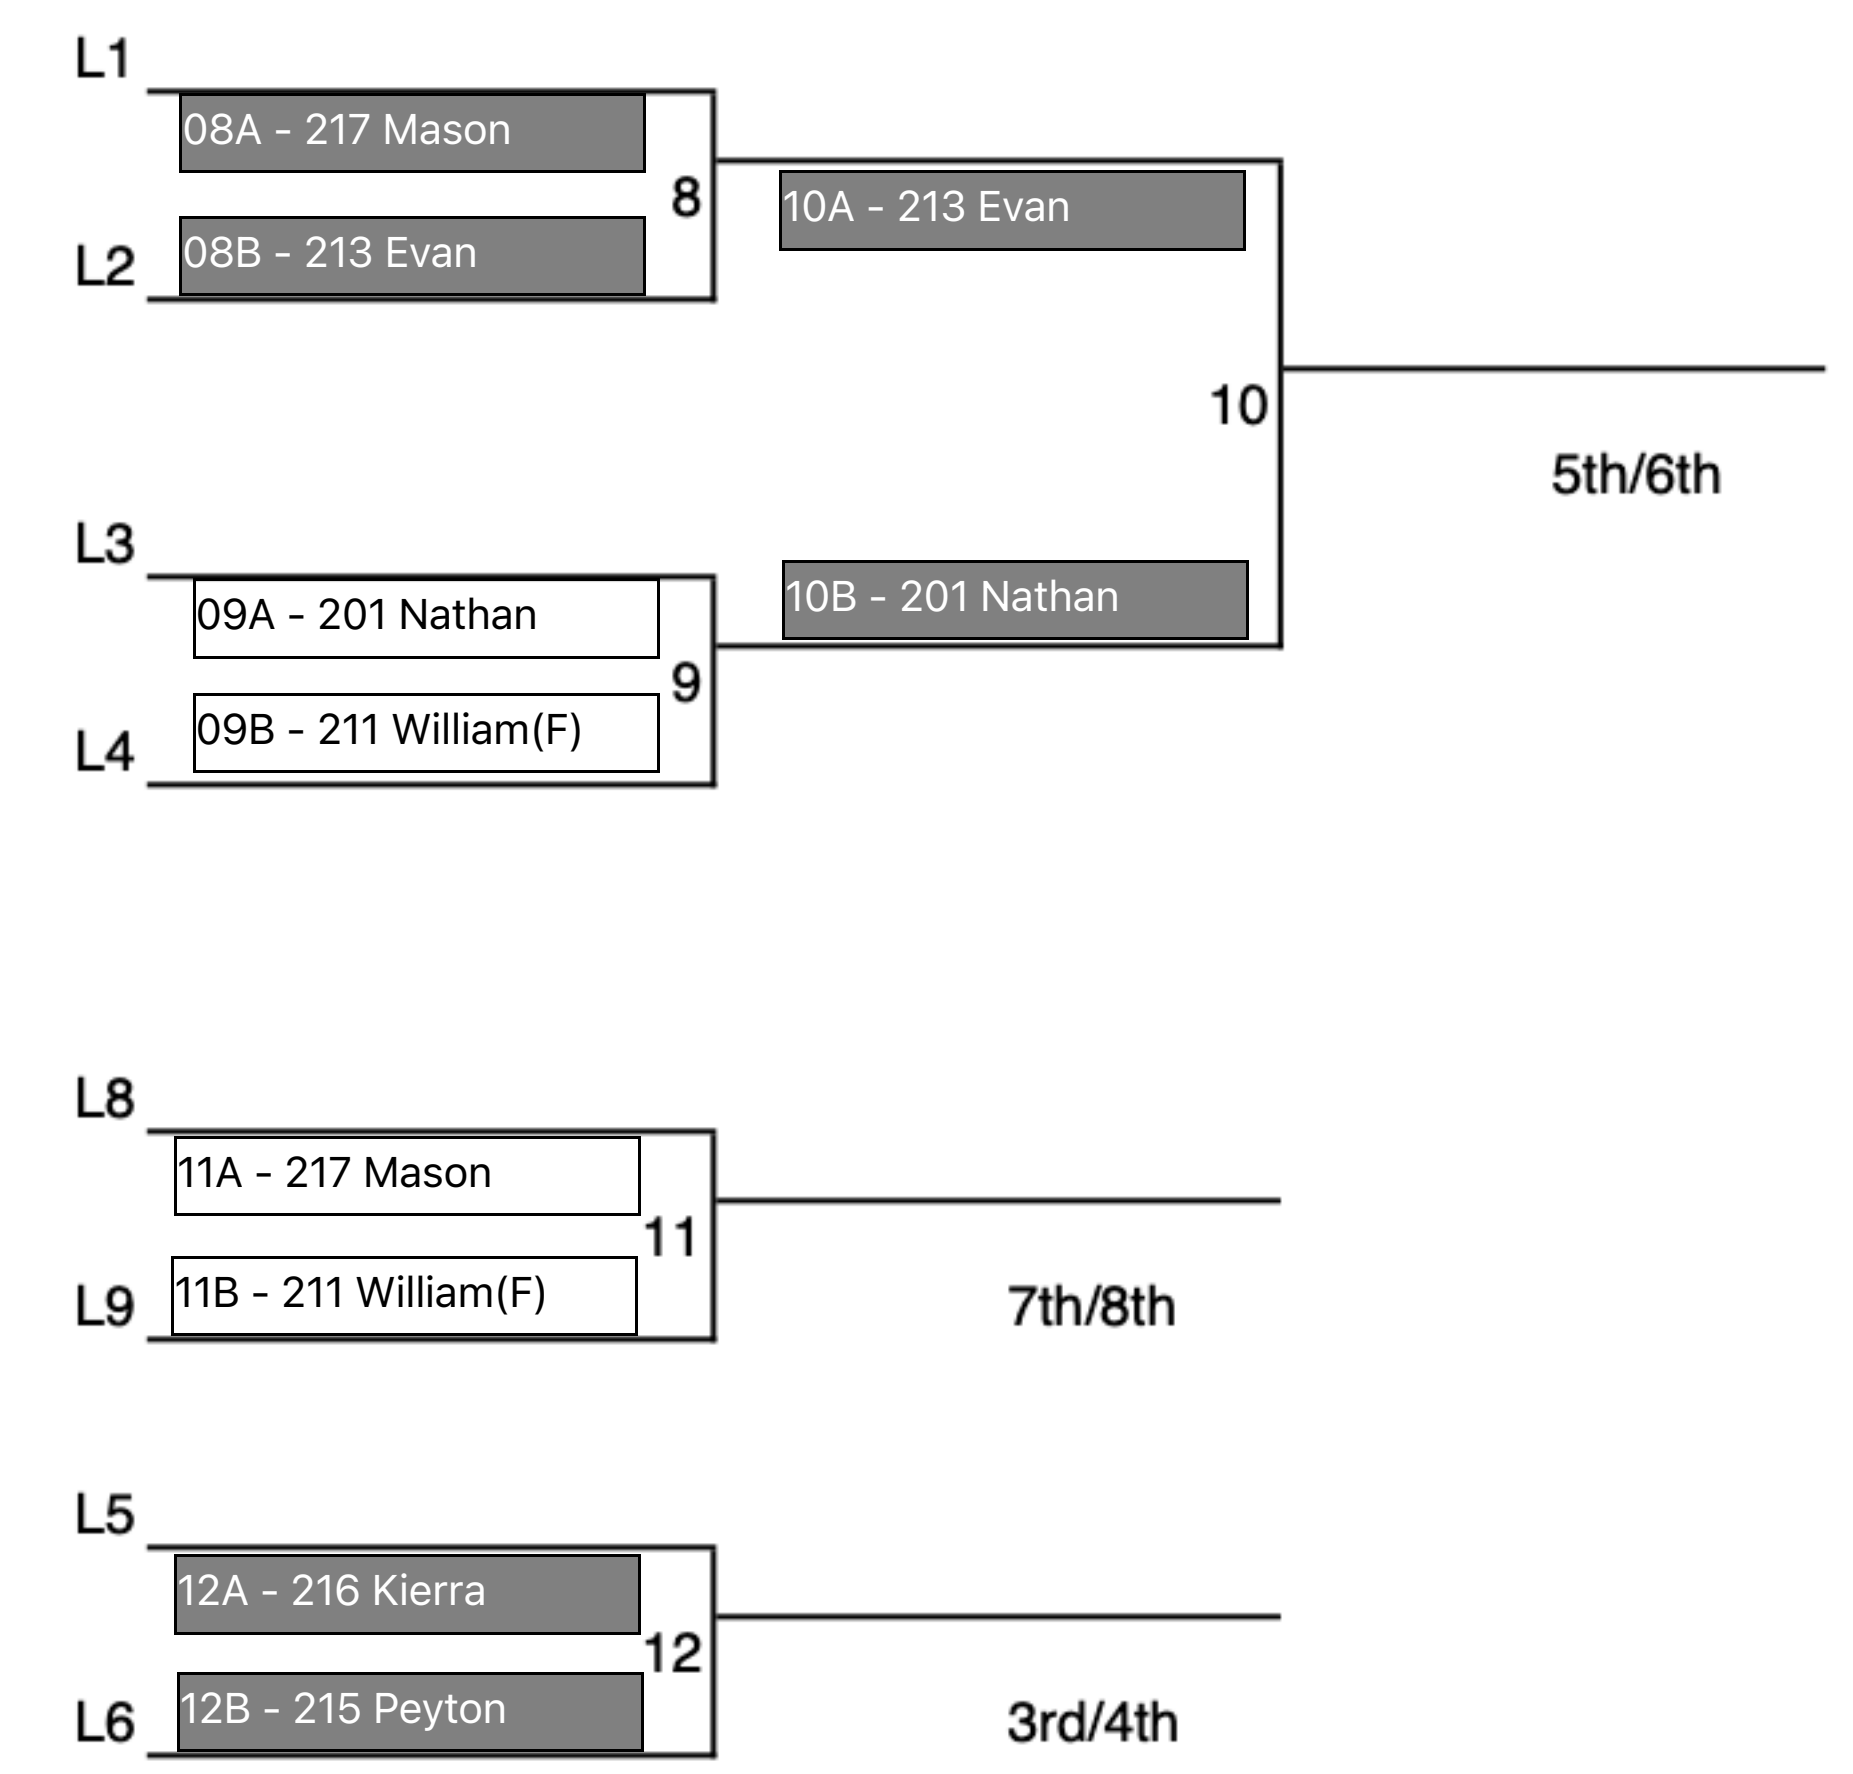 L1
08A - 217 Mason
8
10A - 213 Evan
08B - 213 Evan
L2
10
5th/6th
L3
09A - 201 Nathan
10B - 201 Nathan
9
09B - 211 William(F)
L4
L8
11A - 217 Mason
11
11B - 211 William(F)
L9
7th/8th
L5
12A - 216 Kierra
12
12B - 215 Peyton
L6
3rd/4th